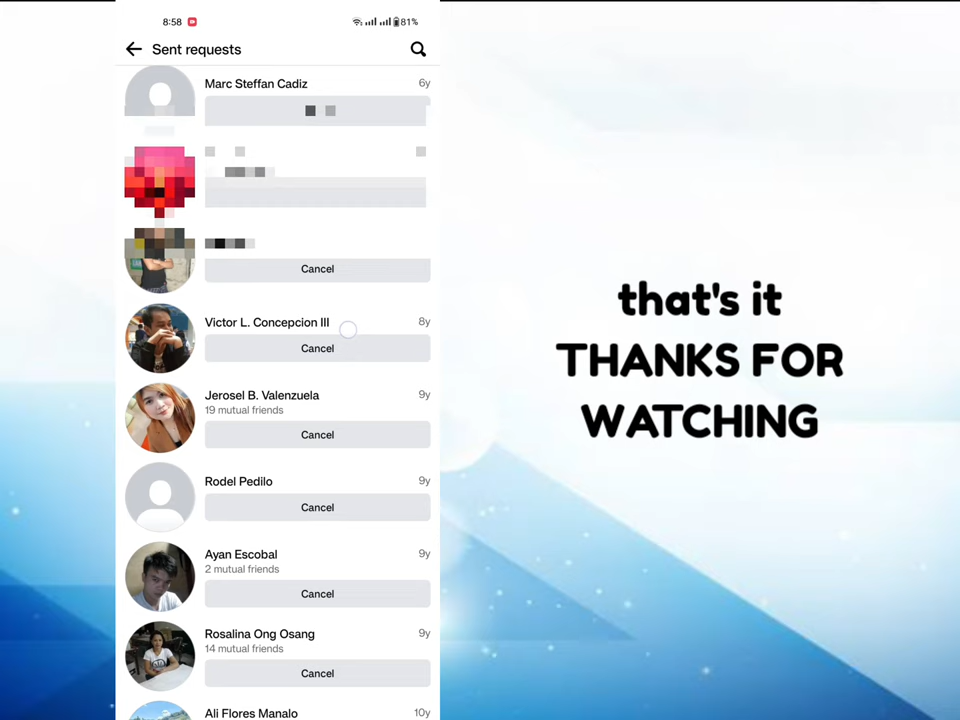 8:58
81%
Sent requests
Marc Steffan Cadiz 6y
Cancel
Victor L. Concepcion III 8y
Cancel
Jerosel B. Valenzuela 9y
19 mutual friends
Cancel
Rodel Pedilo 9y
Cancel
Ayan Escobal 9y
2 mutual friends
Cancel
Rosalina Ong Osang 9y
14 mutual friends
Cancel
Ali Flores Manalo 10y
that's it
THANKS FOR
WATCHING